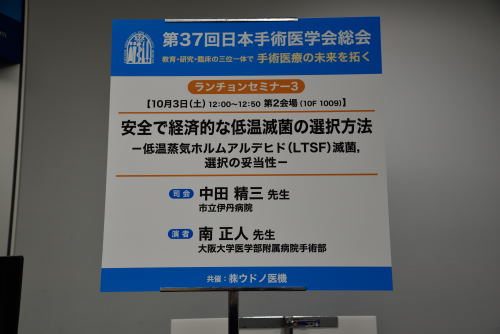 第37回日本手術医学会総会
教育・研究・臨床の三位一体で 手術医療の未来を拓く
ランチョンセミナー3
【10月3日(土) 12:00〜12:50 第2会場(10F 1009)】
安全で経済的な低温滅菌の選択方法
−低温蒸気ホルムアルデヒド(LTSF)滅菌,
選択の妥当性−
司会 中田 精三 先生
市立伊丹病院
演者 南 正人 先生
大阪大学医学部附属病院手術部
共催:㈱ウドノ医機